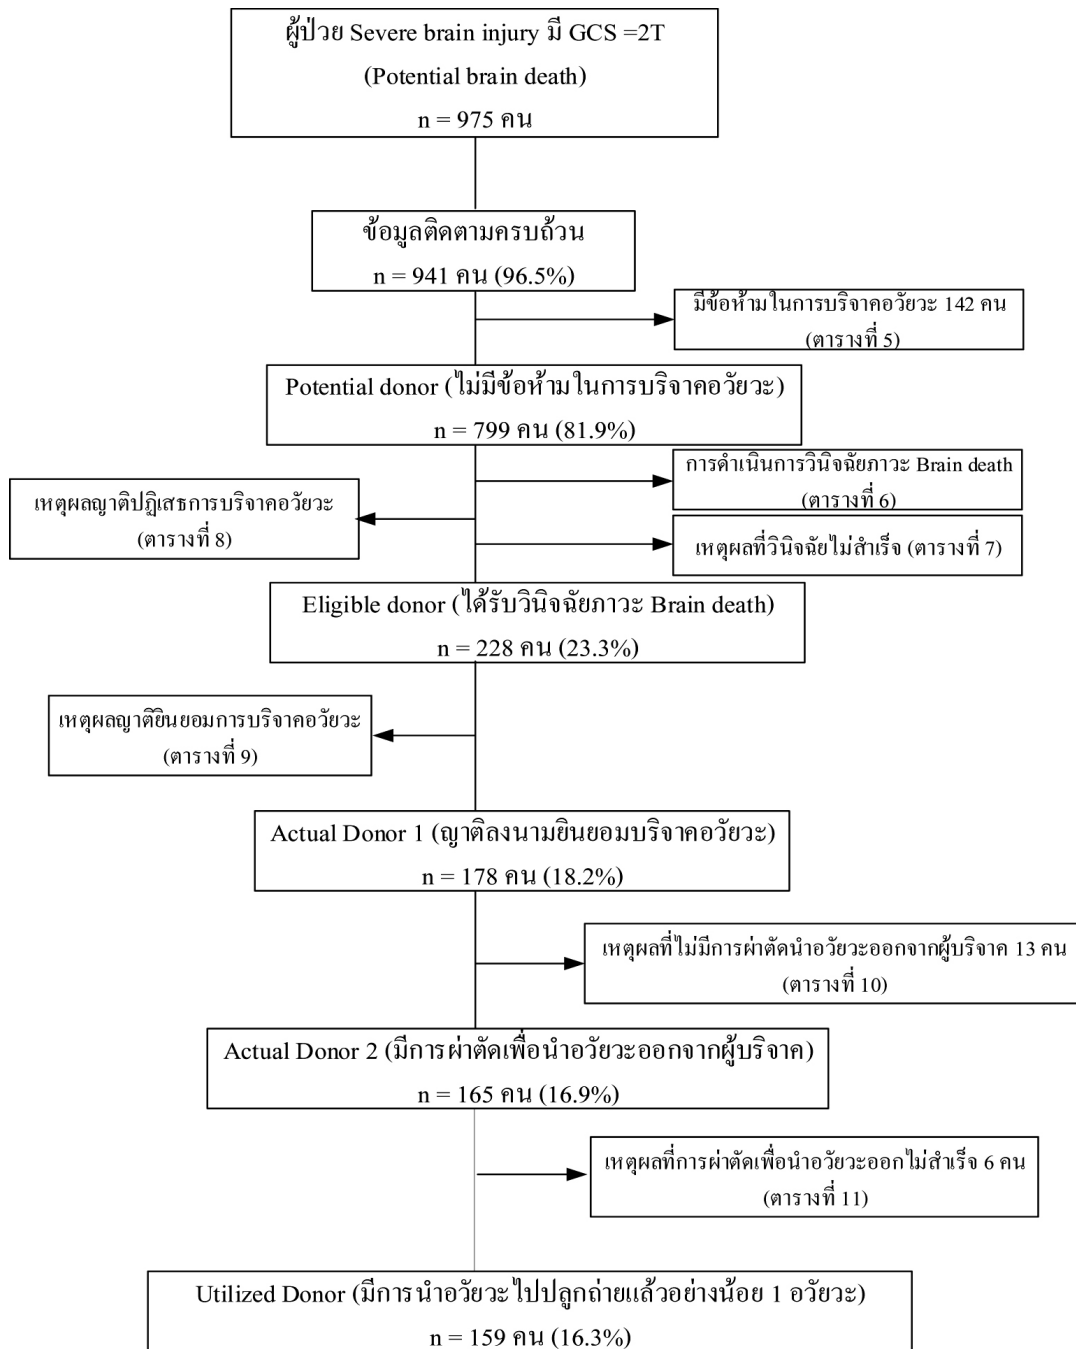 ผู้ป่วย Severe brain injury มี GCS =2T
(Potential brain death)
n = 975 คน
ข้อมูลติดตามครบถ้วน
n = 941 คน (96.5%)
มีข้อห้ามในการบริจาคอวัยวะ 142 คน
(ตารางที่ 5)
Potential donor (ไม่มีข้อห้ามในการบริจาคอวัยวะ)
n = 799 คน (81.9%)
การดำเนินการวินิจฉัยภาวะ Brain death
(ตารางที่ 6)
เหตุผลญาติปฏิเสธการบริจาคอวัยวะ
(ตารางที่ 8)
เหตุผลที่วินิจฉัยไม่สำเร็จ (ตารางที่ 7)
Eligible donor (ได้รับวินิจฉัยภาวะ Brain death)
n = 228 คน (23.3%)
เหตุผลญาติยินยอมการบริจาคอวัยวะ
(ตารางที่ 9)
Actual Donor 1 (ญาติลงนามยินยอมบริจาคอวัยวะ)
n = 178 คน (18.2%)
เหตุผลที่ไม่มีการผ่าตัดนำอวัยวะออกจากผู้บริจาค 13 คน
(ตารางที่ 10)
Actual Donor 2 (มีการผ่าตัดเพื่อนำอวัยวะออกจากผู้บริจาค)
n = 165 คน (16.9%)
เหตุผลที่การผ่าตัดเพื่อนำอวัยวะออกไม่สำเร็จ 6 คน
(ตารางที่ 11)
Utilized Donor (มีการนำอวัยวะไปปลูกถ่ายแล้วอย่างน้อย 1 อวัยวะ)
n = 159 คน (16.3%)